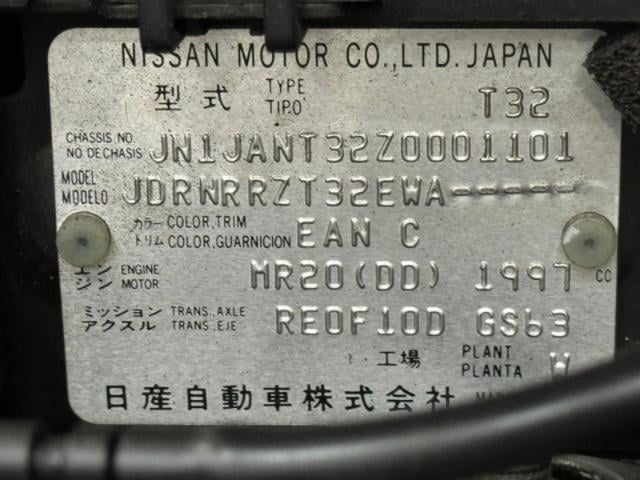 NISSAN MOTOR CO.,LTD. JAPAN
型式 TYPE TIPO T32
CHASSIS NO NO DE CHASIS JN1JANT32Z0001101
MODEL MODELO JDRNRRZT32EWA-----
カラー トリム COLOR, TRIM COLOR, GUARNICION EAN C
エンジン ENGINE MOTOR MR20(DD) 1997 CC
ミッション アクスル TRANS., AXLE TRANS., EJE RE0F10D GS63
工場 PLANT PLANTA W
日産自動車株式会社